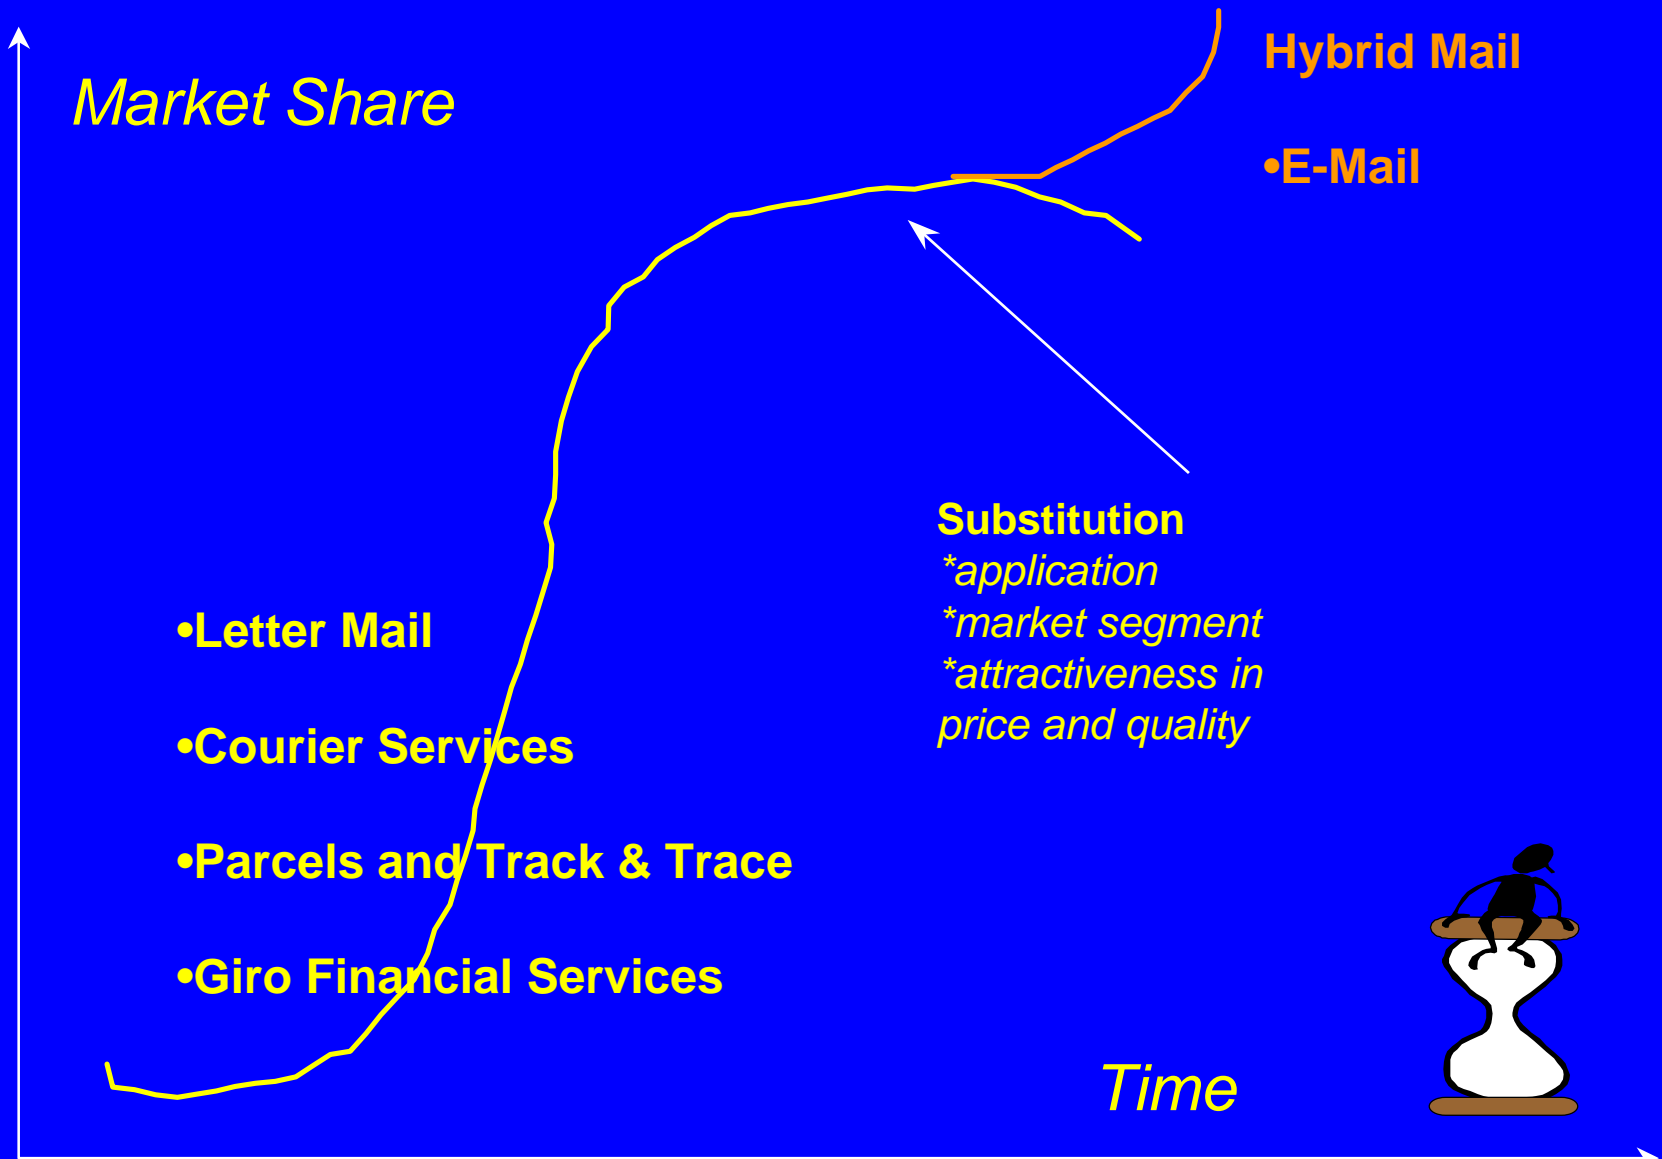 Market Share
Hybrid Mail
•E-Mail
Substitution
*application
*market segment
*attractiveness in
price and quality
•Letter Mail
•Courier Services
•Parcels and Track & Trace
•Giro Financial Services
Time